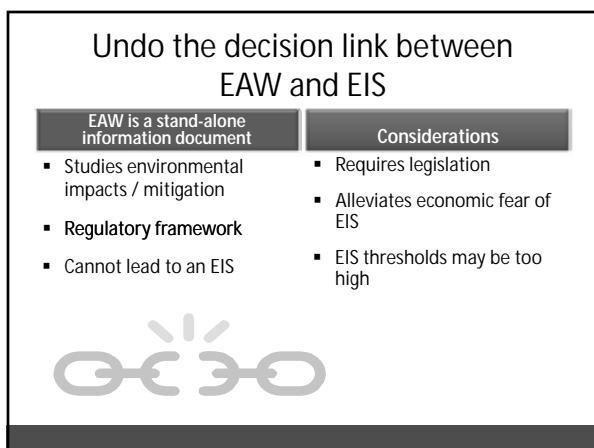 Undo the decision link between
EAW and EIS
EAW is a stand-alone
information document
▪ Studies environmental
impacts / mitigation
▪ Regulatory framework
▪ Cannot lead to an EIS
Considerations
▪ Requires legislation
▪ Alleviates economic fear of
EIS
▪ EIS thresholds may be too
high